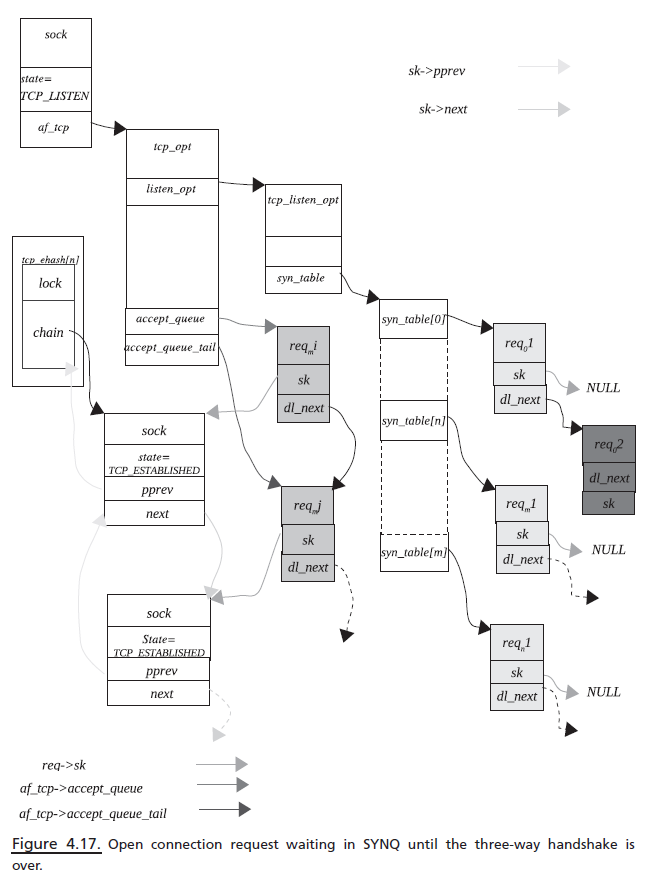 sock
state=
TCP_LISTEN
af_tcp
sk->pprev
sk->next
tcp_opt
listen_opt
accept_queue
accept_queue_tail
tcp_listen_opt
syn_table
tcp_ehash[n]
lock
chain
req_m i
sk
dl_next
syn_table[0]
syn_table[n]
syn_table[m]
req_0 1
sk
dl_next
NULL
req_0 2
dl_next
sk
sock
state=
TCP_ESTABLISHED
pprev
next
req_m j
sk
dl_next
req_m 1
sk
dl_next
NULL
sock
State=
TCP_ESTABLISHED
pprev
next
req_n 1
sk
dl_next
NULL
req->sk
af_tcp->accept_queue
af_tcp->accept_queue_tail
Figure 4.17. Open connection request waiting in SYNQ until the three-way handshake is
over.